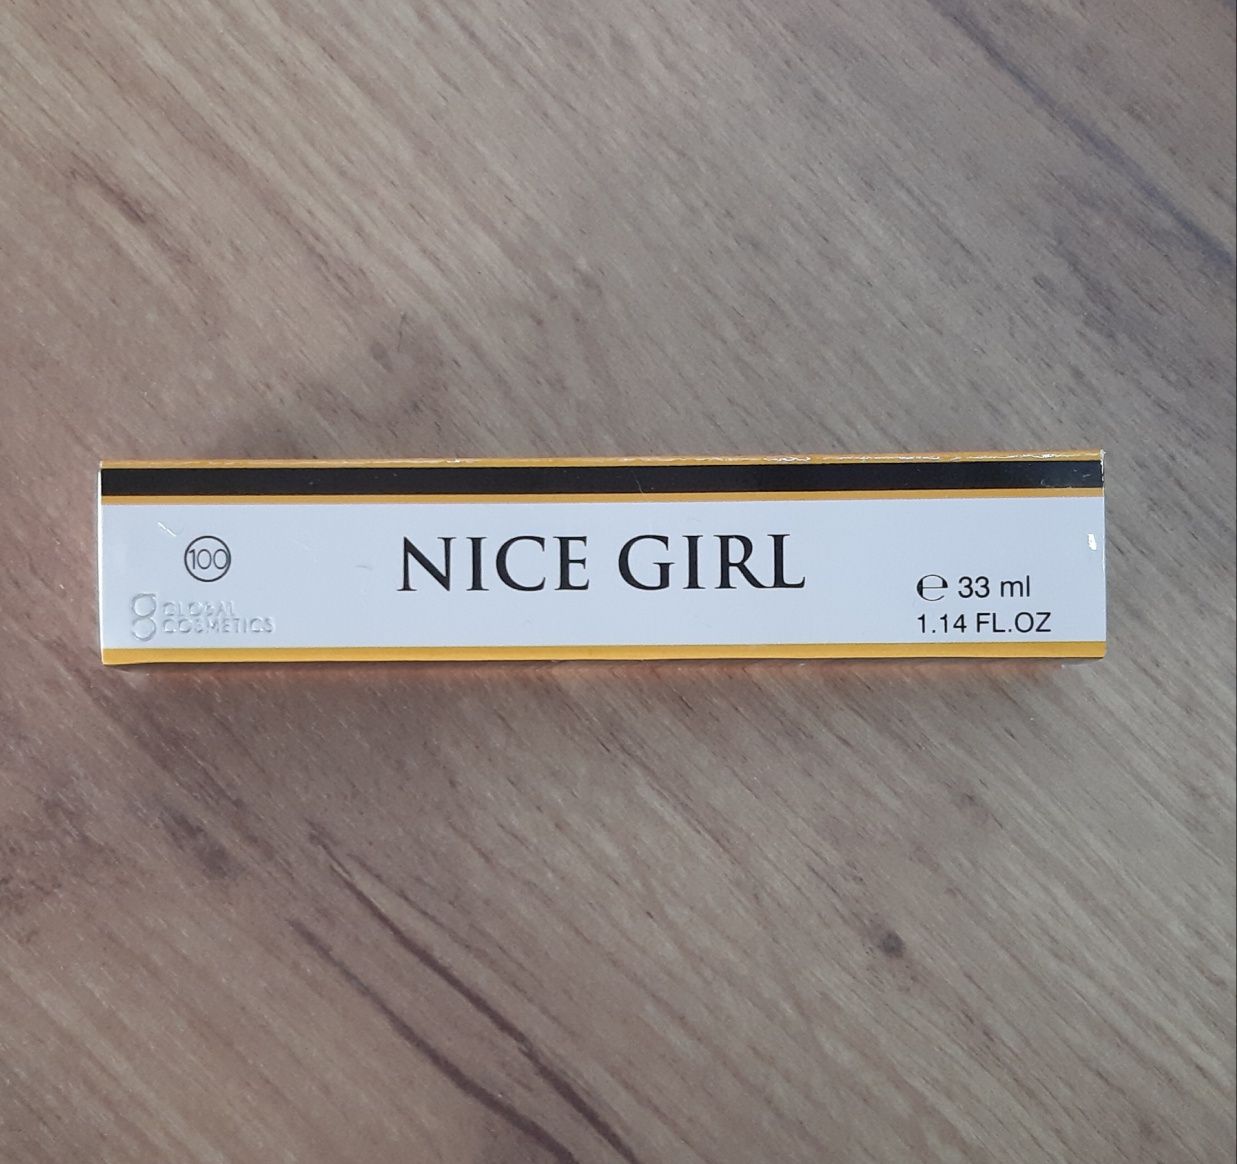 100
GLOBAL
COSMETICS
NICE GIRL
℮ 33 ml
1.14 FL.OZ